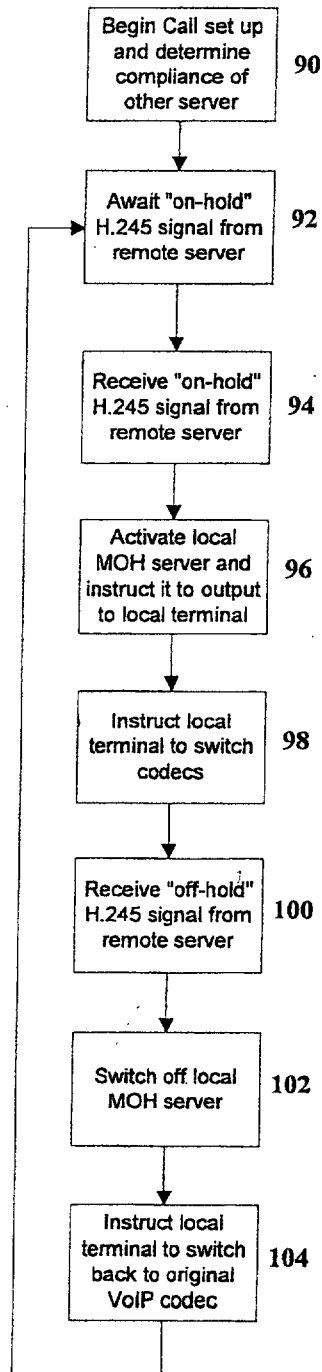 Begin Call set up
and determine
compliance of
other server
90
Await "on-hold"
H.245 signal from
remote server
92
Receive "on-hold"
H.245 signal from
remote server
94
Activate local
MOH server and
instruct it to output
to local terminal
96
Instruct local
terminal to switch
codecs
98
Receive "off-hold"
H.245 signal from
remote server
100
Switch off local
MOH server
102
Instruct local
terminal to switch
back to original
VoIP codec
104